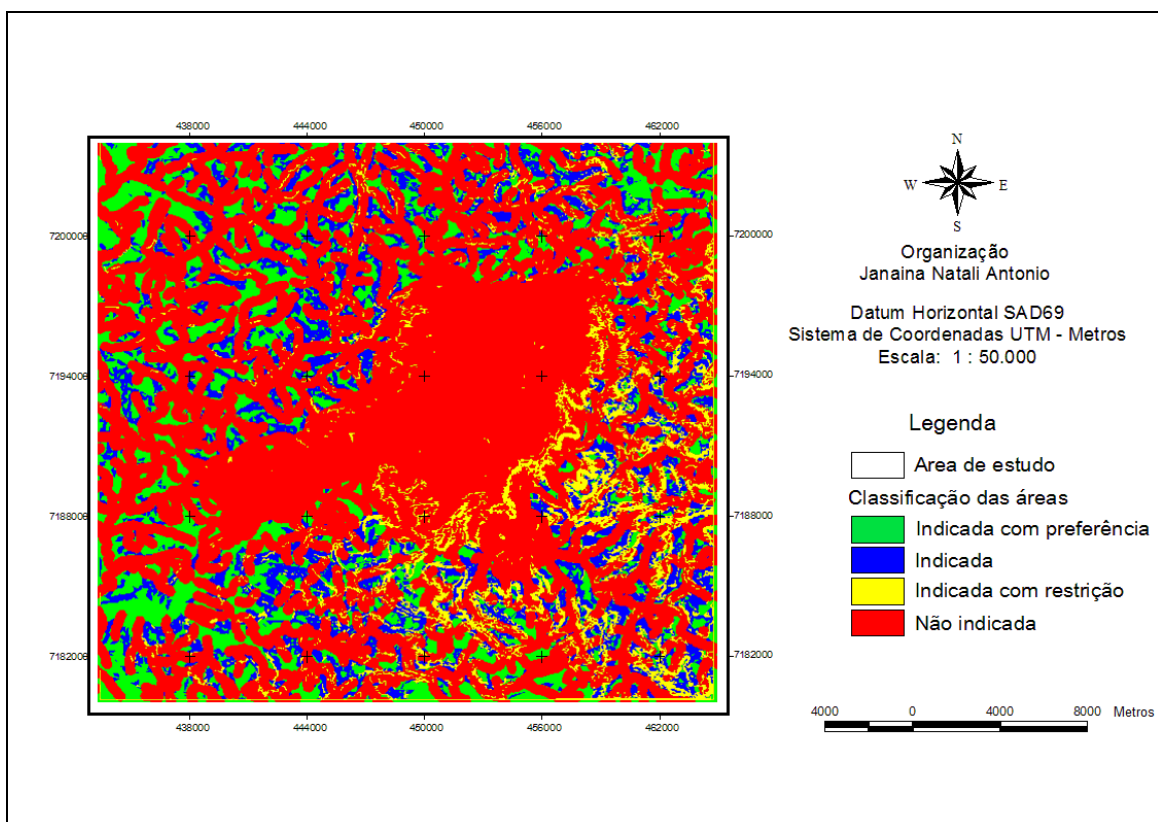 438000 444000 450000 456000 462000
7200000 7200000
7194000 7194000
7188000 7188000
7182000 7182000
438000 444000 450000 456000 462000
N
W E
S
Organização
Janaina Natali Antonio
Datum Horizontal SAD69
Sistema de Coordenadas UTM - Metros
Escala: 1 : 50.000
Legenda
Area de estudo
Classificação das áreas
Indicada com preferência
Indicada
Indicada com restrição
Não indicada
4000 0 4000 8000 Metros